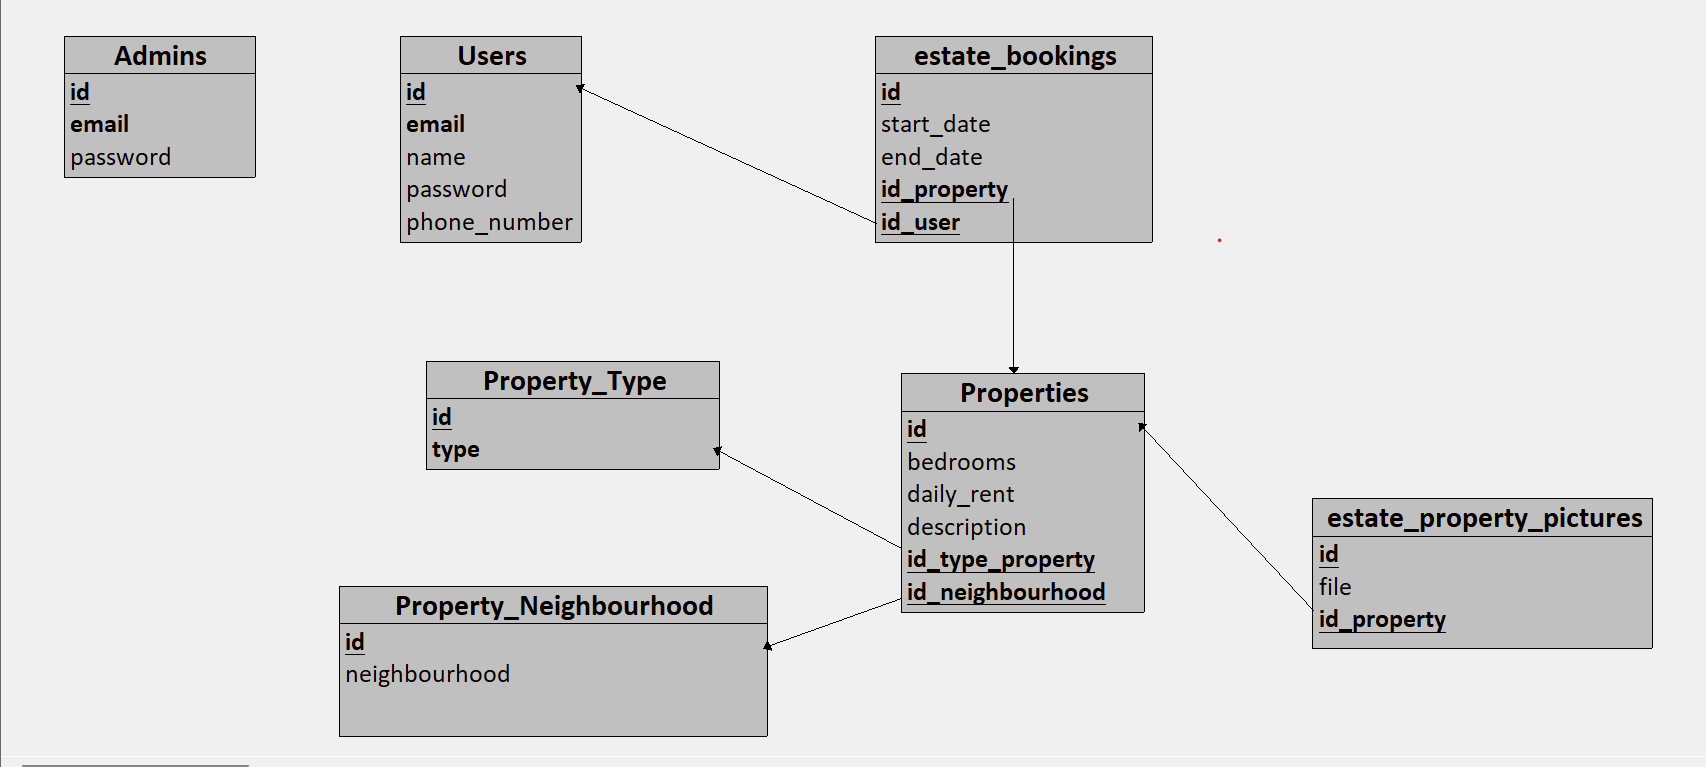 Admins
id
email
password
Users
id
email
name
password
phone_number
estate_bookings
id
start_date
end_date
id_property
id_user
Property_Type
id
type
Properties
id
bedrooms
daily_rent
description
id_type_property
id_neighbourhood
estate_property_pictures
id
file
id_property
Property_Neighbourhood
id
neighbourhood